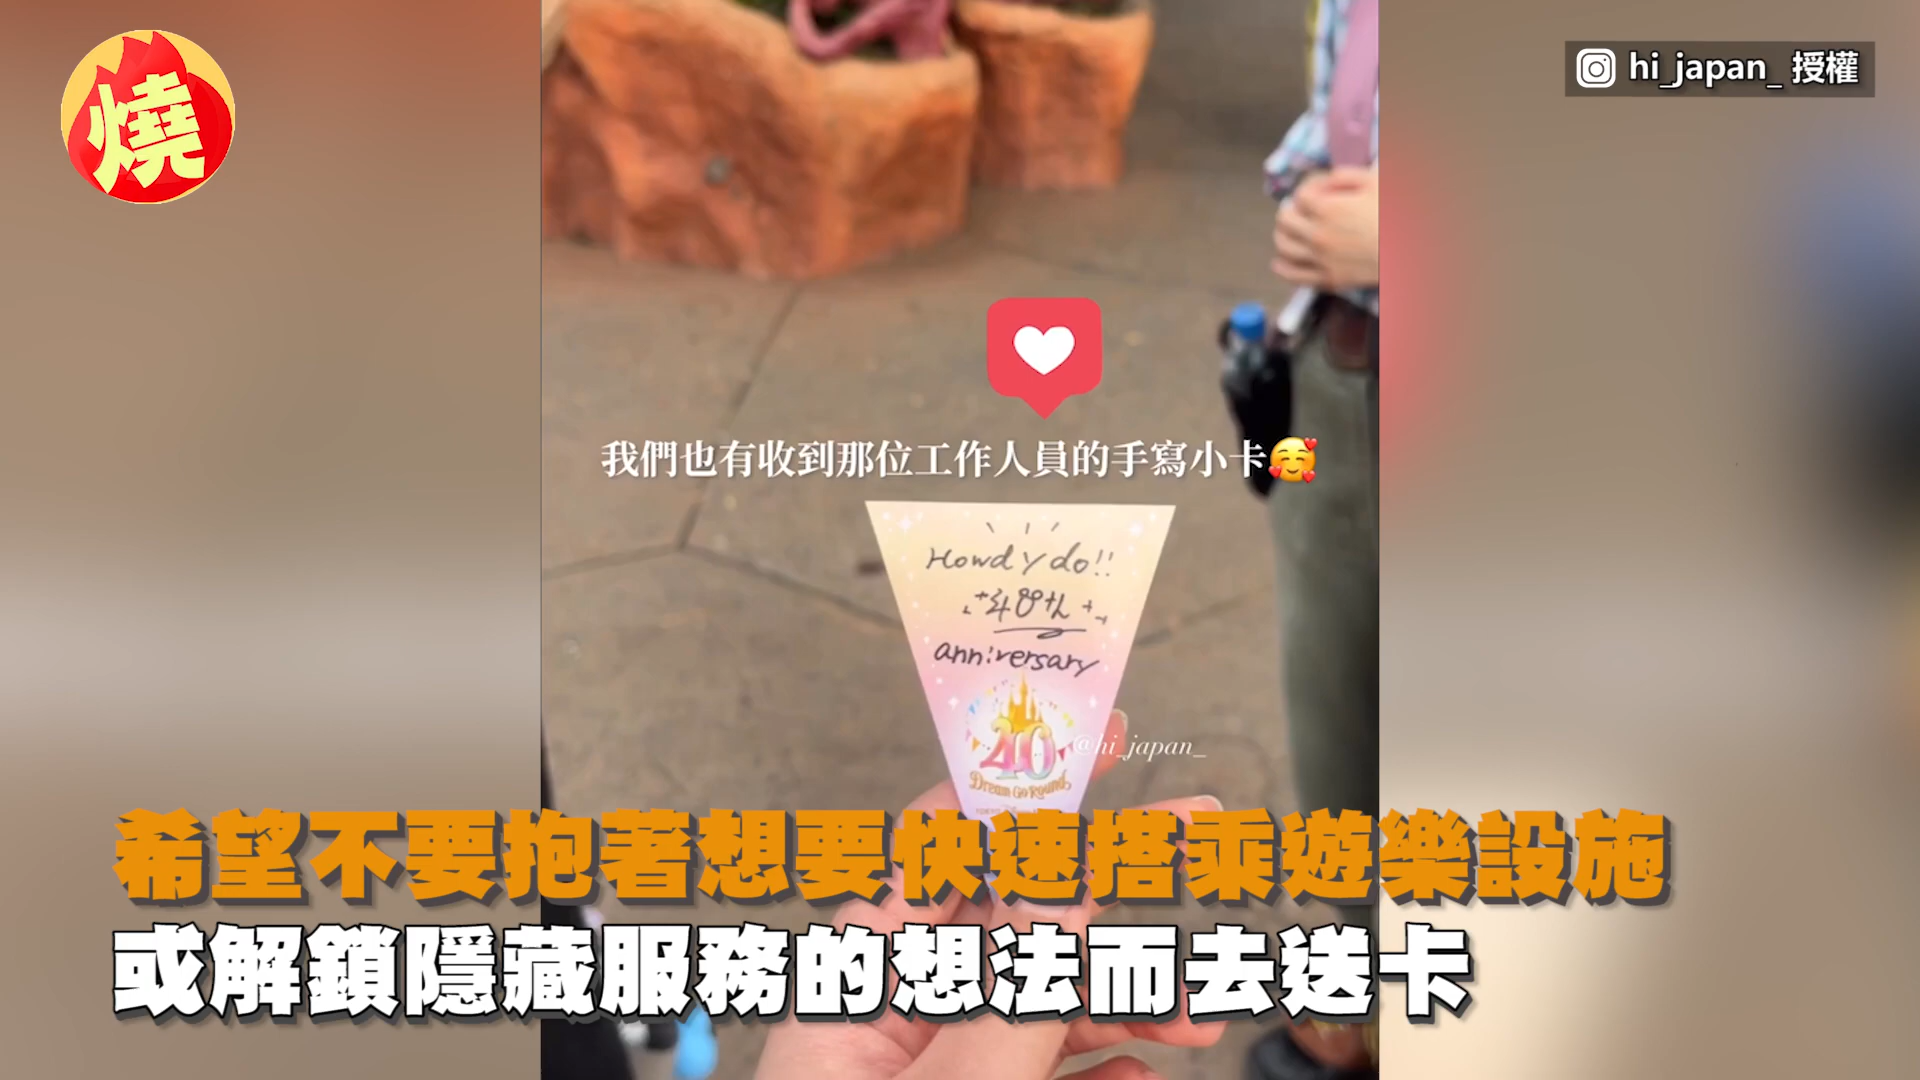 燒
hi_japan_ 授權
我們也有收到那位工作人員的手寫小卡🥰
Howdy do!!
40th
anniversary
40
Dream Go Round
@hi_japan_
希望不要抱著想要快速搭乘遊樂設施
或解鎖隱藏服務的想法而去送卡